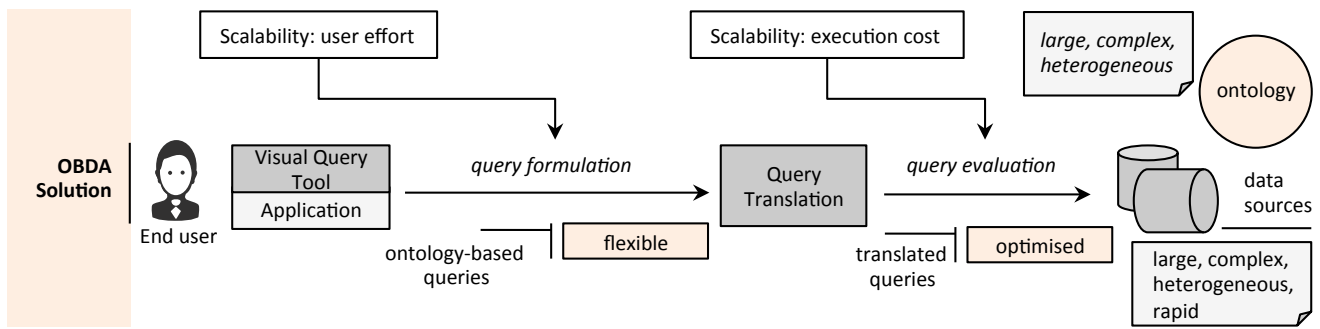 Scalability: user effort
Scalability: execution cost
large, complex,
heterogeneous
ontology
OBDA
Solution
End user
Visual Query
Tool
Application
query formulation
ontology-based
queries
flexible
Query
Translation
query evaluation
translated
queries
optimised
data
sources
large, complex,
heterogeneous,
rapid